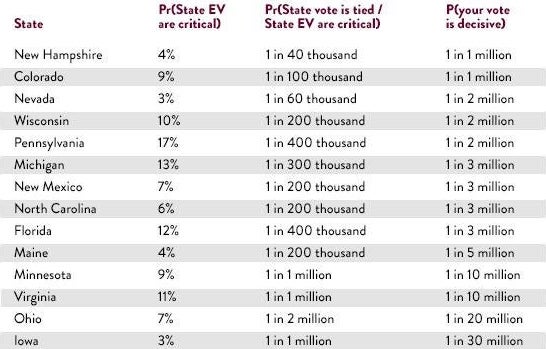 State Pr(State EV are critical) Pr(State vote is tied / State EV are critical) P(your vote is decisive)
New Hampshire 4% 1 in 40 thousand 1 in 1 million
Colorado 9% 1 in 100 thousand 1 in 1 million
Nevada 3% 1 in 60 thousand 1 in 2 million
Wisconsin 10% 1 in 200 thousand 1 in 2 million
Pennsylvania 17% 1 in 400 thousand 1 in 2 million
Michigan 13% 1 in 300 thousand 1 in 3 million
New Mexico 7% 1 in 200 thousand 1 in 3 million
North Carolina 6% 1 in 200 thousand 1 in 3 million
Florida 12% 1 in 400 thousand 1 in 3 million
Maine 4% 1 in 200 thousand 1 in 5 million
Minnesota 9% 1 in 1 million 1 in 10 million
Virginia 11% 1 in 1 million 1 in 10 million
Ohio 7% 1 in 2 million 1 in 20 million
Iowa 3% 1 in 1 million 1 in 30 million